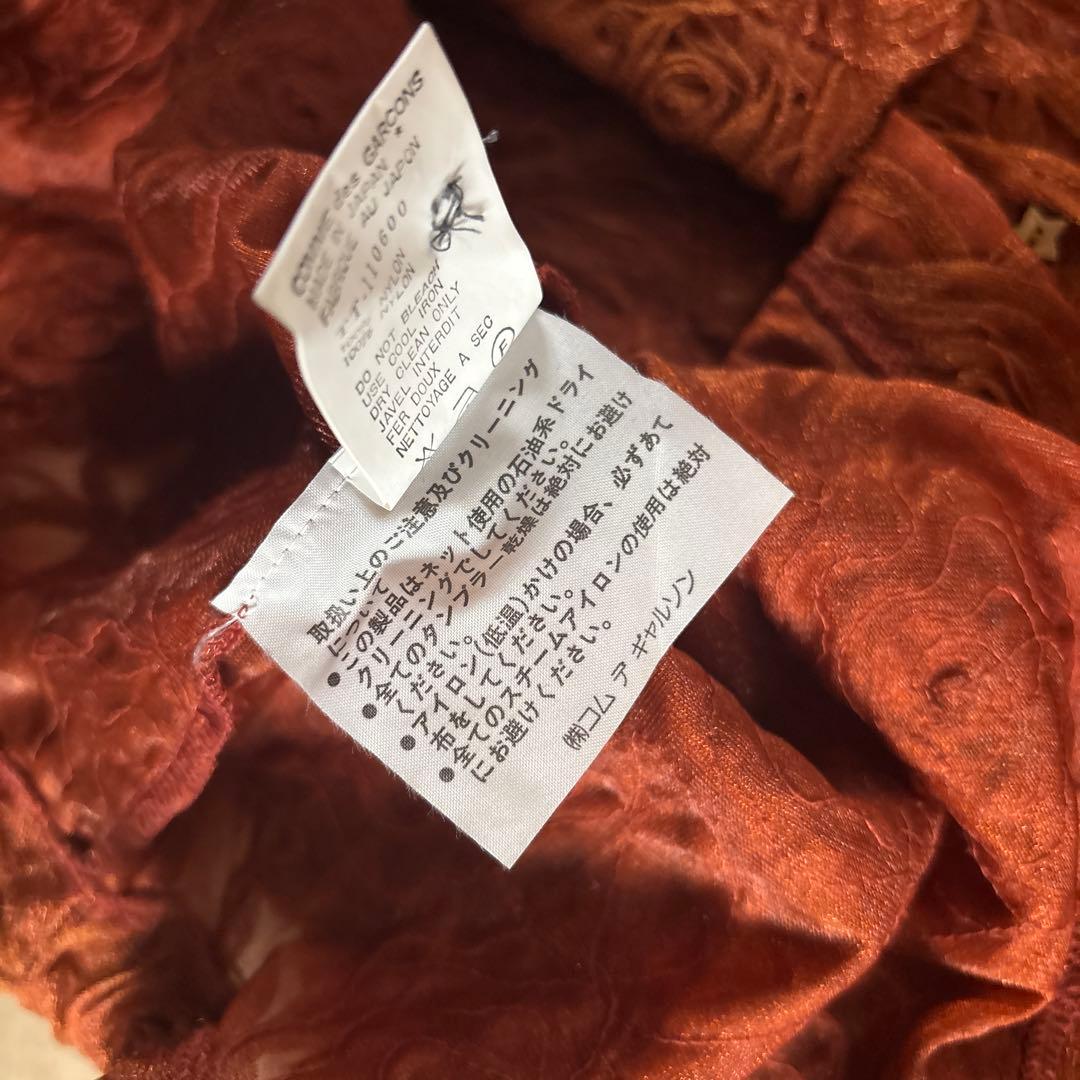 COMME des GARCONS
*
MADE IN JAPAN
FABRIQUE AU JAPON
110600
100% NYLON
DO NOT BLEACH
USE COOL IRON
DRY CLEAN ONLY
JAVEL INTERDIT
FER DOUX
NETTOYAGE A SEC
F
取扱い上のご注意及びクリーニング
について
●この製品はネット使用の石油系ドライ
クリーニングでしてください。
●全てのタンブラー乾燥は絶対にお避け
ください。
●アイロン(低温)かけの場合、必ずあて
布をしてください。
●全てのスチームアイロンの使用は絶対
にお避けください。
㈱コム デ ギャルソン